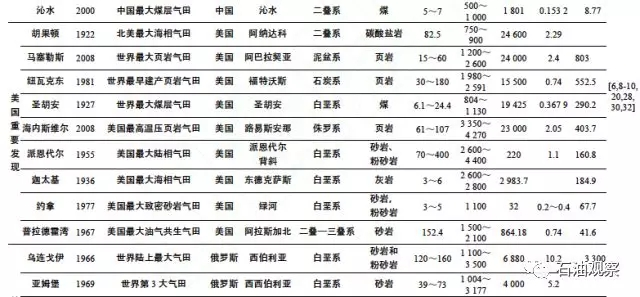 沁水 2000 中国最大煤层气田 中国 沁水 二叠系 煤 5~7 500~1 000 1 801 0.153 2 8.77
胡果顿 1922 北美最大海相气田 美国 阿纳达科 二叠系 碳酸盐岩 82.5 750~900 24 600 2.29
马塞勒斯 2008 世界最大页岩气田 美国 阿巴拉契亚 泥盆系 页岩 15~60 1 200~2 600 24 000 2.4 803
纽瓦克东 1981 世界最早建产页岩气田 美国 福特沃斯 石炭系 页岩 30~180 1 980~2 591 15 500 0.74 552.5
圣胡安 1927 世界最大煤层气田 美国 圣胡安 白垩系 煤 6.1~24.4 804~1 130 19 425 0.367 9 290.2
海内斯维尔 2008 美国最高温压页岩气田 美国 路易斯安那 侏罗系 页岩 61~107 3 350~4 270 23 000 2.05 403.7
派恩代尔 1955 美国最大陆相气田 美国 派恩代尔背斜 白垩系 砂岩、粉砂岩 70~400 2 600~4 400 220 1.1 160.8
迦太基 1936 美国最大海相气田 美国 东德克萨斯 白垩系 灰岩 3~6 2 600~2 800 2 983.7 184.9
约拿 1977 美国最大致密砂岩气田 美国 绿河 白垩系 砂岩,粉砂岩 3~5 1 100 32 0.2~0.4 67.7
普拉德霍湾 1967 美国最大油气共生气田 美国 阿拉斯加北 二叠—三叠系 砂岩 152.4 1 500~2 100 864.18 0.74 41.6
美国重要发现
[6,8-10,20,28,30,32]
乌连戈伊 1966 世界陆上最大气田 俄罗斯 西伯利亚 白垩系 砂岩和粉砂岩 120~160 1 100~3 500 6 880 10.2 3 300
亚姆堡 1969 世界第3大气田 俄罗斯 西西伯利亚 白垩系 砂岩 39~73 1 004~3 177 4 000 5.2
石油观察